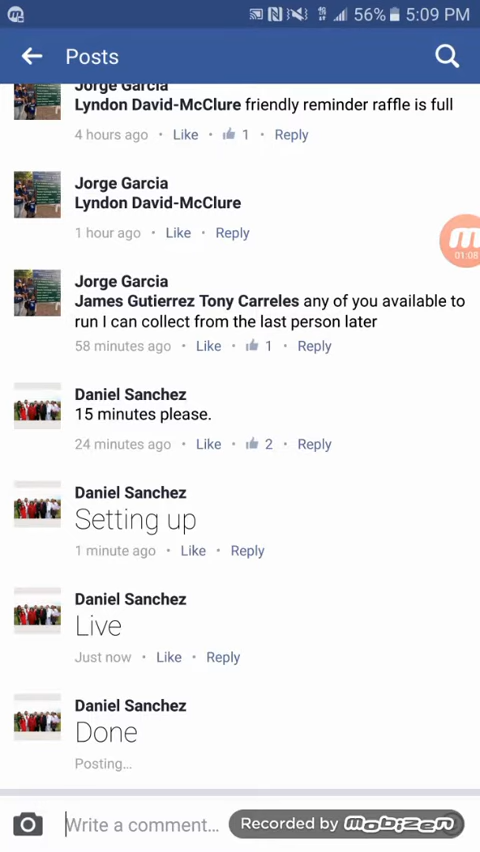 56% 5:09 PM
Posts
Jorge Garcia
Lyndon David-McClure friendly reminder raffle is full
4 hours ago • Like • 1 • Reply
Jorge Garcia
Lyndon David-McClure
1 hour ago • Like • Reply
01:08
Jorge Garcia
James Gutierrez Tony Carreles any of you available to
run I can collect from the last person later
58 minutes ago • Like • 1 • Reply
Daniel Sanchez
15 minutes please.
24 minutes ago • Like • 2 • Reply
Daniel Sanchez
Setting up
1 minute ago • Like • Reply
Daniel Sanchez
Live
Just now • Like • Reply
Daniel Sanchez
Done
Posting...
Write a comment... Recorded by mobizen